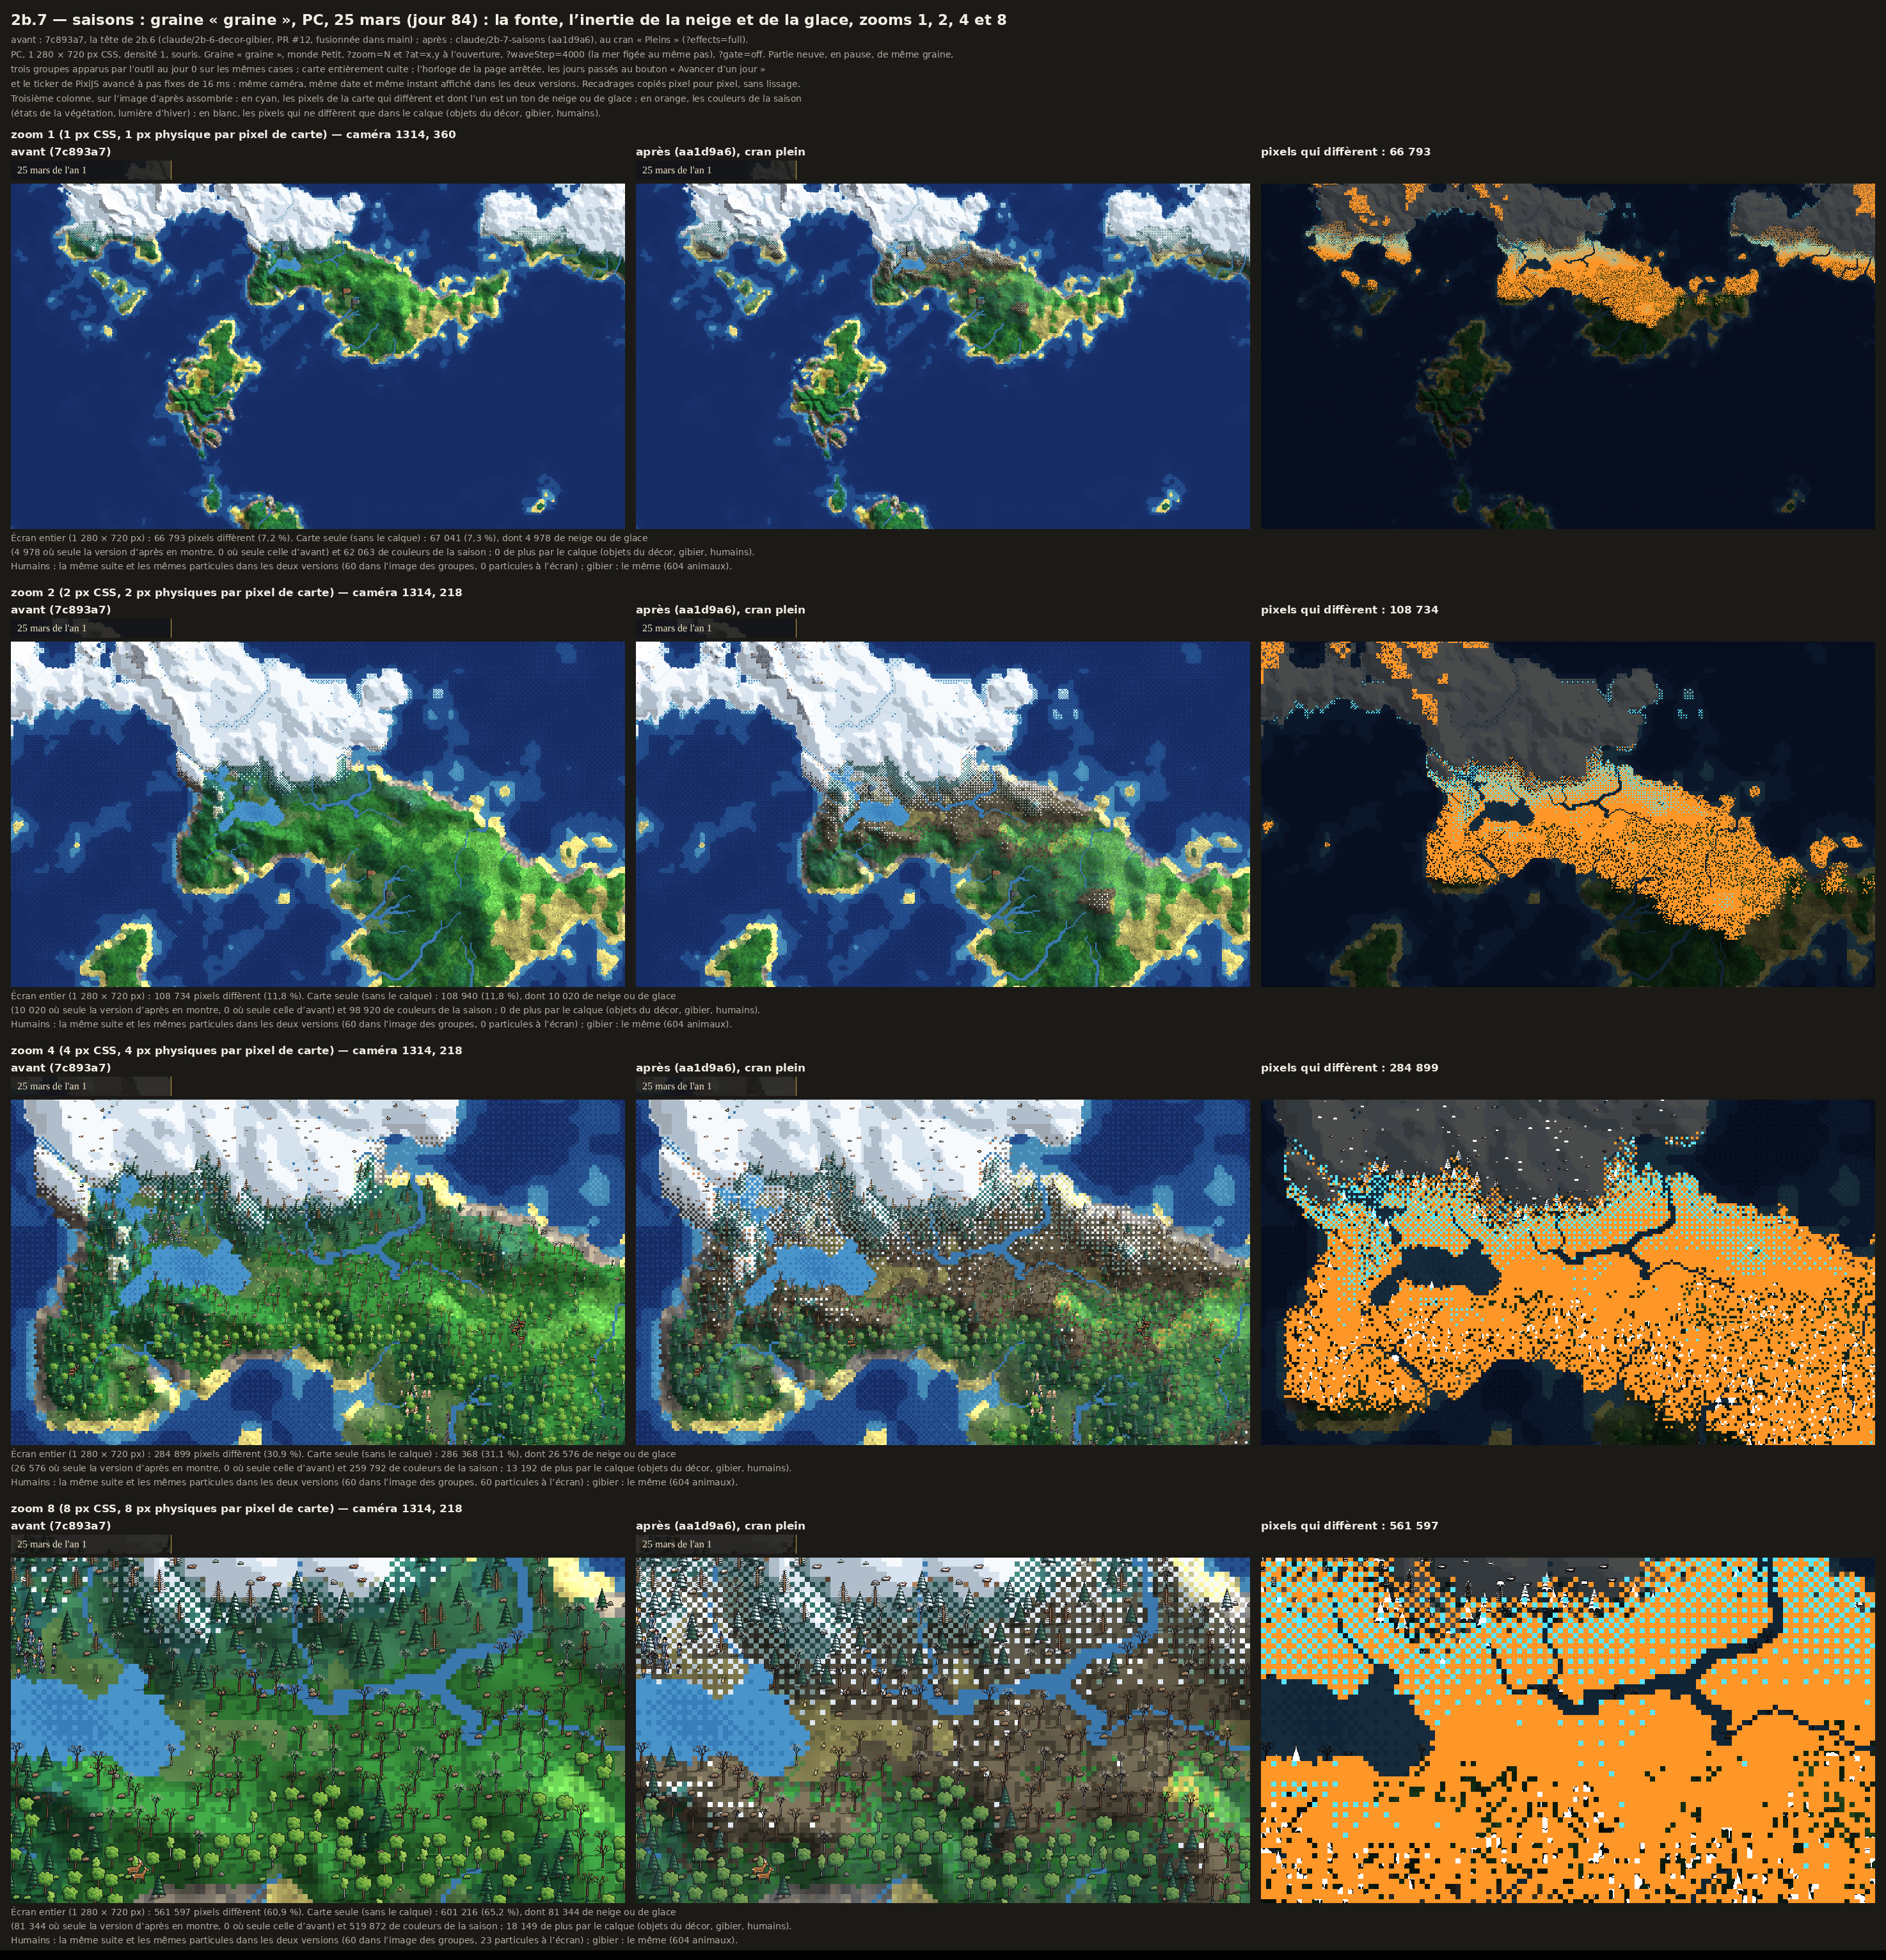 2b.7 — saisons : graine « graine », PC, 25 mars (jour 84) : la fonte, l’inertie de la neige et de la glace, zooms 1, 2, 4 et 8
avant : 7c893a7, la tête de 2b.6 (claude/2b-6-decor-gibier, PR #12, fusionnée dans main) ; après : claude/2b-7-saisons (aa1d9a6), au cran « Pleins » (?effects=full).
PC, 1 280 × 720 px CSS, densité 1, souris. Graine « graine », monde Petit, ?zoom=N et ?at=x,y à l’ouverture, ?waveStep=4000 (la mer figée au même pas), ?gate=off. Partie neuve, en pause, de même graine,
trois groupes apparus par l’outil au jour 0 sur les mêmes cases ; carte entièrement cuite ; l’horloge de la page arrêtée, les jours passés au bouton « Avancer d’un jour »
et le ticker de PixiJS avancé à pas fixes de 16 ms : même caméra, même date et même instant affiché dans les deux versions. Recadrages copiés pixel pour pixel, sans lissage.
Troisième colonne, sur l’image d’après assombrie : en cyan, les pixels de la carte qui diffèrent et dont l’un est un ton de neige ou de glace ; en orange, les couleurs de la saison
(états de la végétation, lumière d’hiver) ; en blanc, les pixels qui ne diffèrent que dans le calque (objets du décor, gibier, humains).
zoom 1 (1 px CSS, 1 px physique par pixel de carte) — caméra 1314, 360
avant (7c893a7)
après (aa1d9a6), cran plein
pixels qui diffèrent : 66 793
25 mars de l'an 1
25 mars de l'an 1
Écran entier (1 280 × 720 px) : 66 793 pixels diffèrent (7,2 %). Carte seule (sans le calque) : 67 041 (7,3 %), dont 4 978 de neige ou de glace
(4 978 où seule la version d’après en montre, 0 où seule celle d’avant) et 62 063 de couleurs de la saison ; 0 de plus par le calque (objets du décor, gibier, humains).
Humains : la même suite et les mêmes particules dans les deux versions (60 dans l’image des groupes, 0 particules à l’écran) ; gibier : le même (604 animaux).
zoom 2 (2 px CSS, 2 px physiques par pixel de carte) — caméra 1314, 218
avant (7c893a7)
après (aa1d9a6), cran plein
pixels qui diffèrent : 108 734
25 mars de l'an 1
25 mars de l'an 1
Écran entier (1 280 × 720 px) : 108 734 pixels diffèrent (11,8 %). Carte seule (sans le calque) : 108 940 (11,8 %), dont 10 020 de neige ou de glace
(10 020 où seule la version d’après en montre, 0 où seule celle d’avant) et 98 920 de couleurs de la saison ; 0 de plus par le calque (objets du décor, gibier, humains).
Humains : la même suite et les mêmes particules dans les deux versions (60 dans l’image des groupes, 0 particules à l’écran) ; gibier : le même (604 animaux).
zoom 4 (4 px CSS, 4 px physiques par pixel de carte) — caméra 1314, 218
avant (7c893a7)
après (aa1d9a6), cran plein
pixels qui diffèrent : 284 899
25 mars de l'an 1
25 mars de l'an 1
Écran entier (1 280 × 720 px) : 284 899 pixels diffèrent (30,9 %). Carte seule (sans le calque) : 286 368 (31,1 %), dont 26 576 de neige ou de glace
(26 576 où seule la version d’après en montre, 0 où seule celle d’avant) et 259 792 de couleurs de la saison ; 13 192 de plus par le calque (objets du décor, gibier, humains).
Humains : la même suite et les mêmes particules dans les deux versions (60 dans l’image des groupes, 60 particules à l’écran) ; gibier : le même (604 animaux).
zoom 8 (8 px CSS, 8 px physiques par pixel de carte) — caméra 1314, 218
avant (7c893a7)
après (aa1d9a6), cran plein
pixels qui diffèrent : 561 597
25 mars de l'an 1
25 mars de l'an 1
Écran entier (1 280 × 720 px) : 561 597 pixels diffèrent (60,9 %). Carte seule (sans le calque) : 601 216 (65,2 %), dont 81 344 de neige ou de glace
(81 344 où seule la version d’après en montre, 0 où seule celle d’avant) et 519 872 de couleurs de la saison ; 18 149 de plus par le calque (objets du décor, gibier, humains).
Humains : la même suite et les mêmes particules dans les deux versions (60 dans l’image des groupes, 23 particules à l’écran) ; gibier : le même (604 animaux).